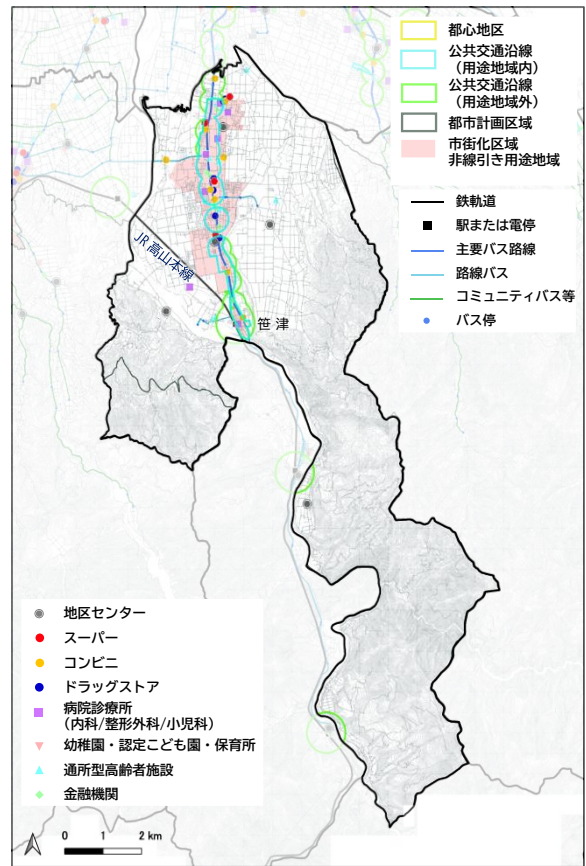 都心地区
公共交通沿線
（用途地域内）
公共交通沿線
（用途地域外）
都市計画区域
市街化区域
非線引き用途地域
鉄軌道
駅または電停
主要バス路線
路線バス
コミュニティバス等
バス停
JR高山本線
笹津
地区センター
スーパー
コンビニ
ドラッグストア
病院診療所
（内科/整形外科/小児科）
幼稚園・認定こども園・保育所
通所型高齢者施設
金融機関
0 1 2 km